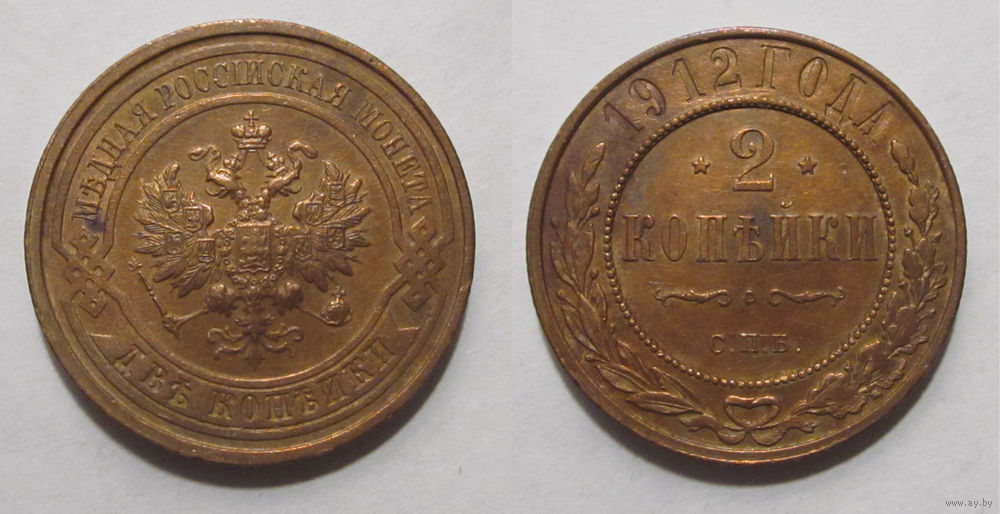 МѢДНАЯ РОССІЙСКАЯ МОНЕТА
ДВѢ КОПѢЙКИ
1912 ГОДА
2
КОПѢЙКИ
С.П.Б.
www.ay.by